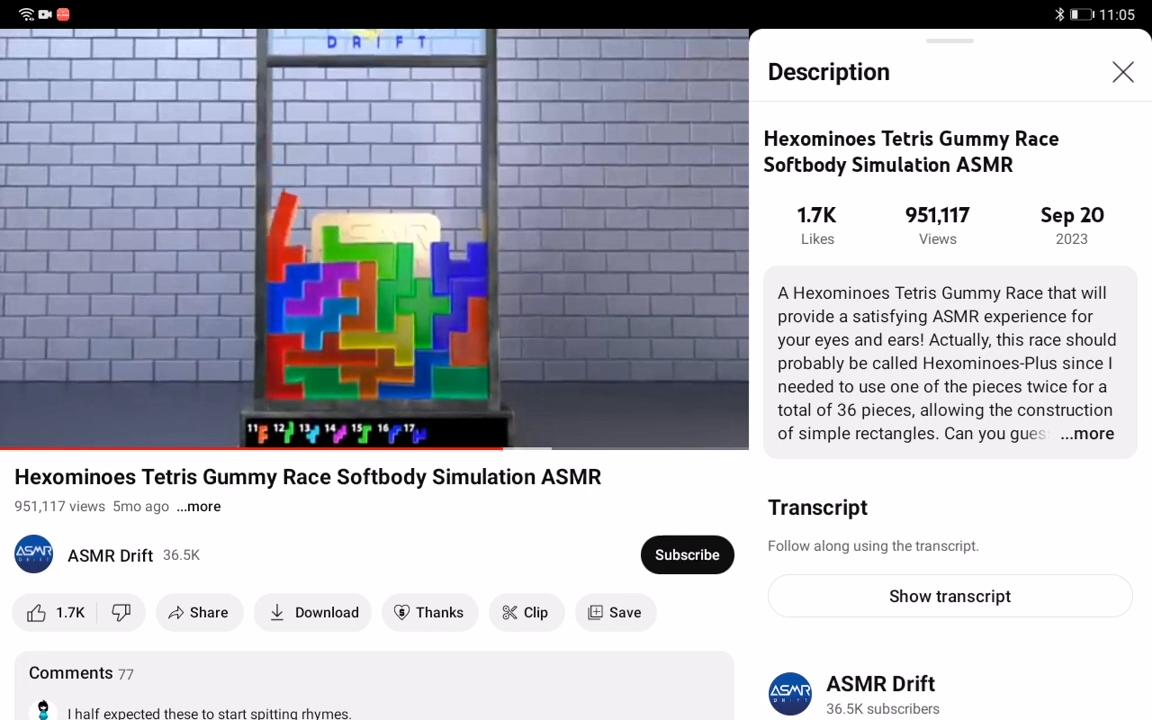 11:05
DRIFT
11 12 13 14 15 16 17
Hexominoes Tetris Gummy Race Softbody Simulation ASMR
951,117 views 5mo ago ...more
ASMR
DRIFT
ASMR Drift 36.5K
Subscribe
1.7K
Share
Download
Thanks
Clip
Save
Comments 77
I half expected these to start spitting rhymes.
Description
Hexominoes Tetris Gummy Race
Softbody Simulation ASMR
1.7K 951,117 Sep 20
Likes Views 2023
A Hexominoes Tetris Gummy Race that will
provide a satisfying ASMR experience for
your eyes and ears! Actually, this race should
probably be called Hexominoes-Plus since I
needed to use one of the pieces twice for a
total of 36 pieces, allowing the construction
of simple rectangles. Can you gues ...more
Transcript
Follow along using the transcript.
Show transcript
ASMR
DRIFT
ASMR Drift
36.5K subscribers